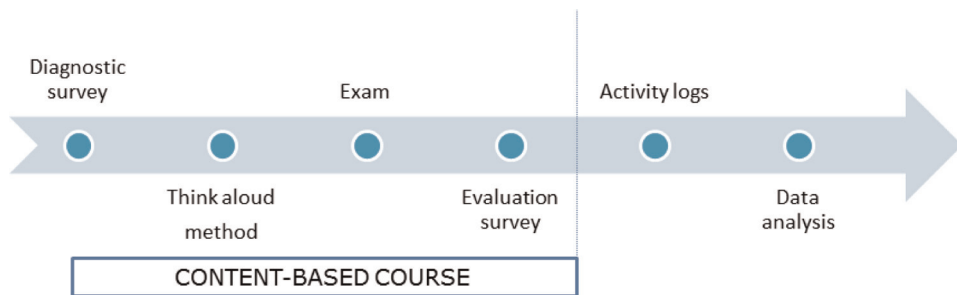 Diagnostic
survey
Exam
Activity logs
Think aloud
method
Evaluation
survey
Data
analysis
CONTENT-BASED COURSE